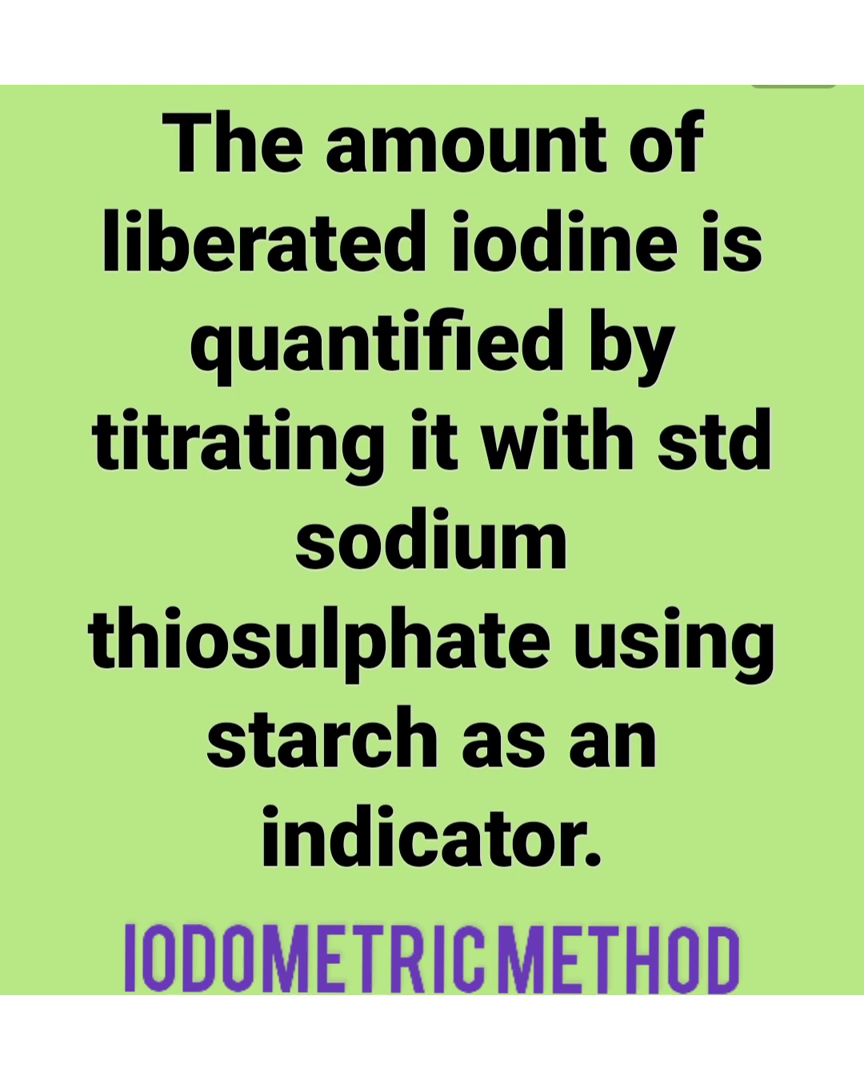 The amount of
liberated iodine is
quantified by
titrating it with std
sodium
thiosulphate using
starch as an
indicator.
IODOMETRIC METHOD